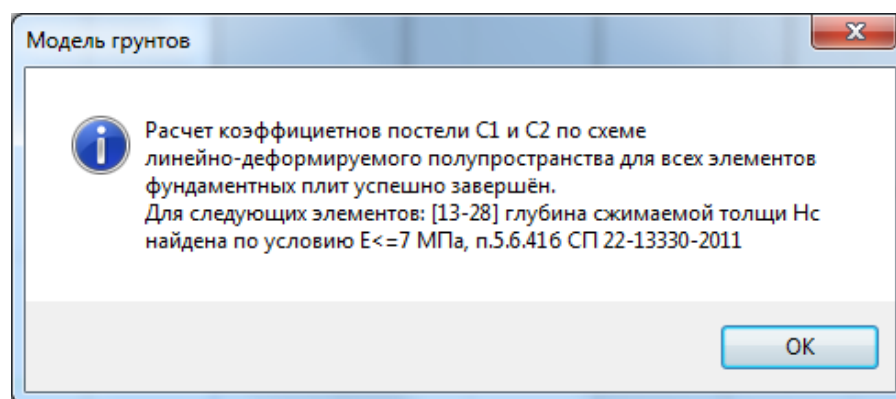 Модель грунтов
Расчет коэффициетнов постели С1 и С2 по схеме
линейно-деформируемого полупространства для всех элементов
фундаментных плит успешно завершён.
Для следующих элементов: [13-28] глубина сжимаемой толщи Hc
найдена по условию E<=7 МПа, п.5.6.416 СП 22-13330-2011
ОК